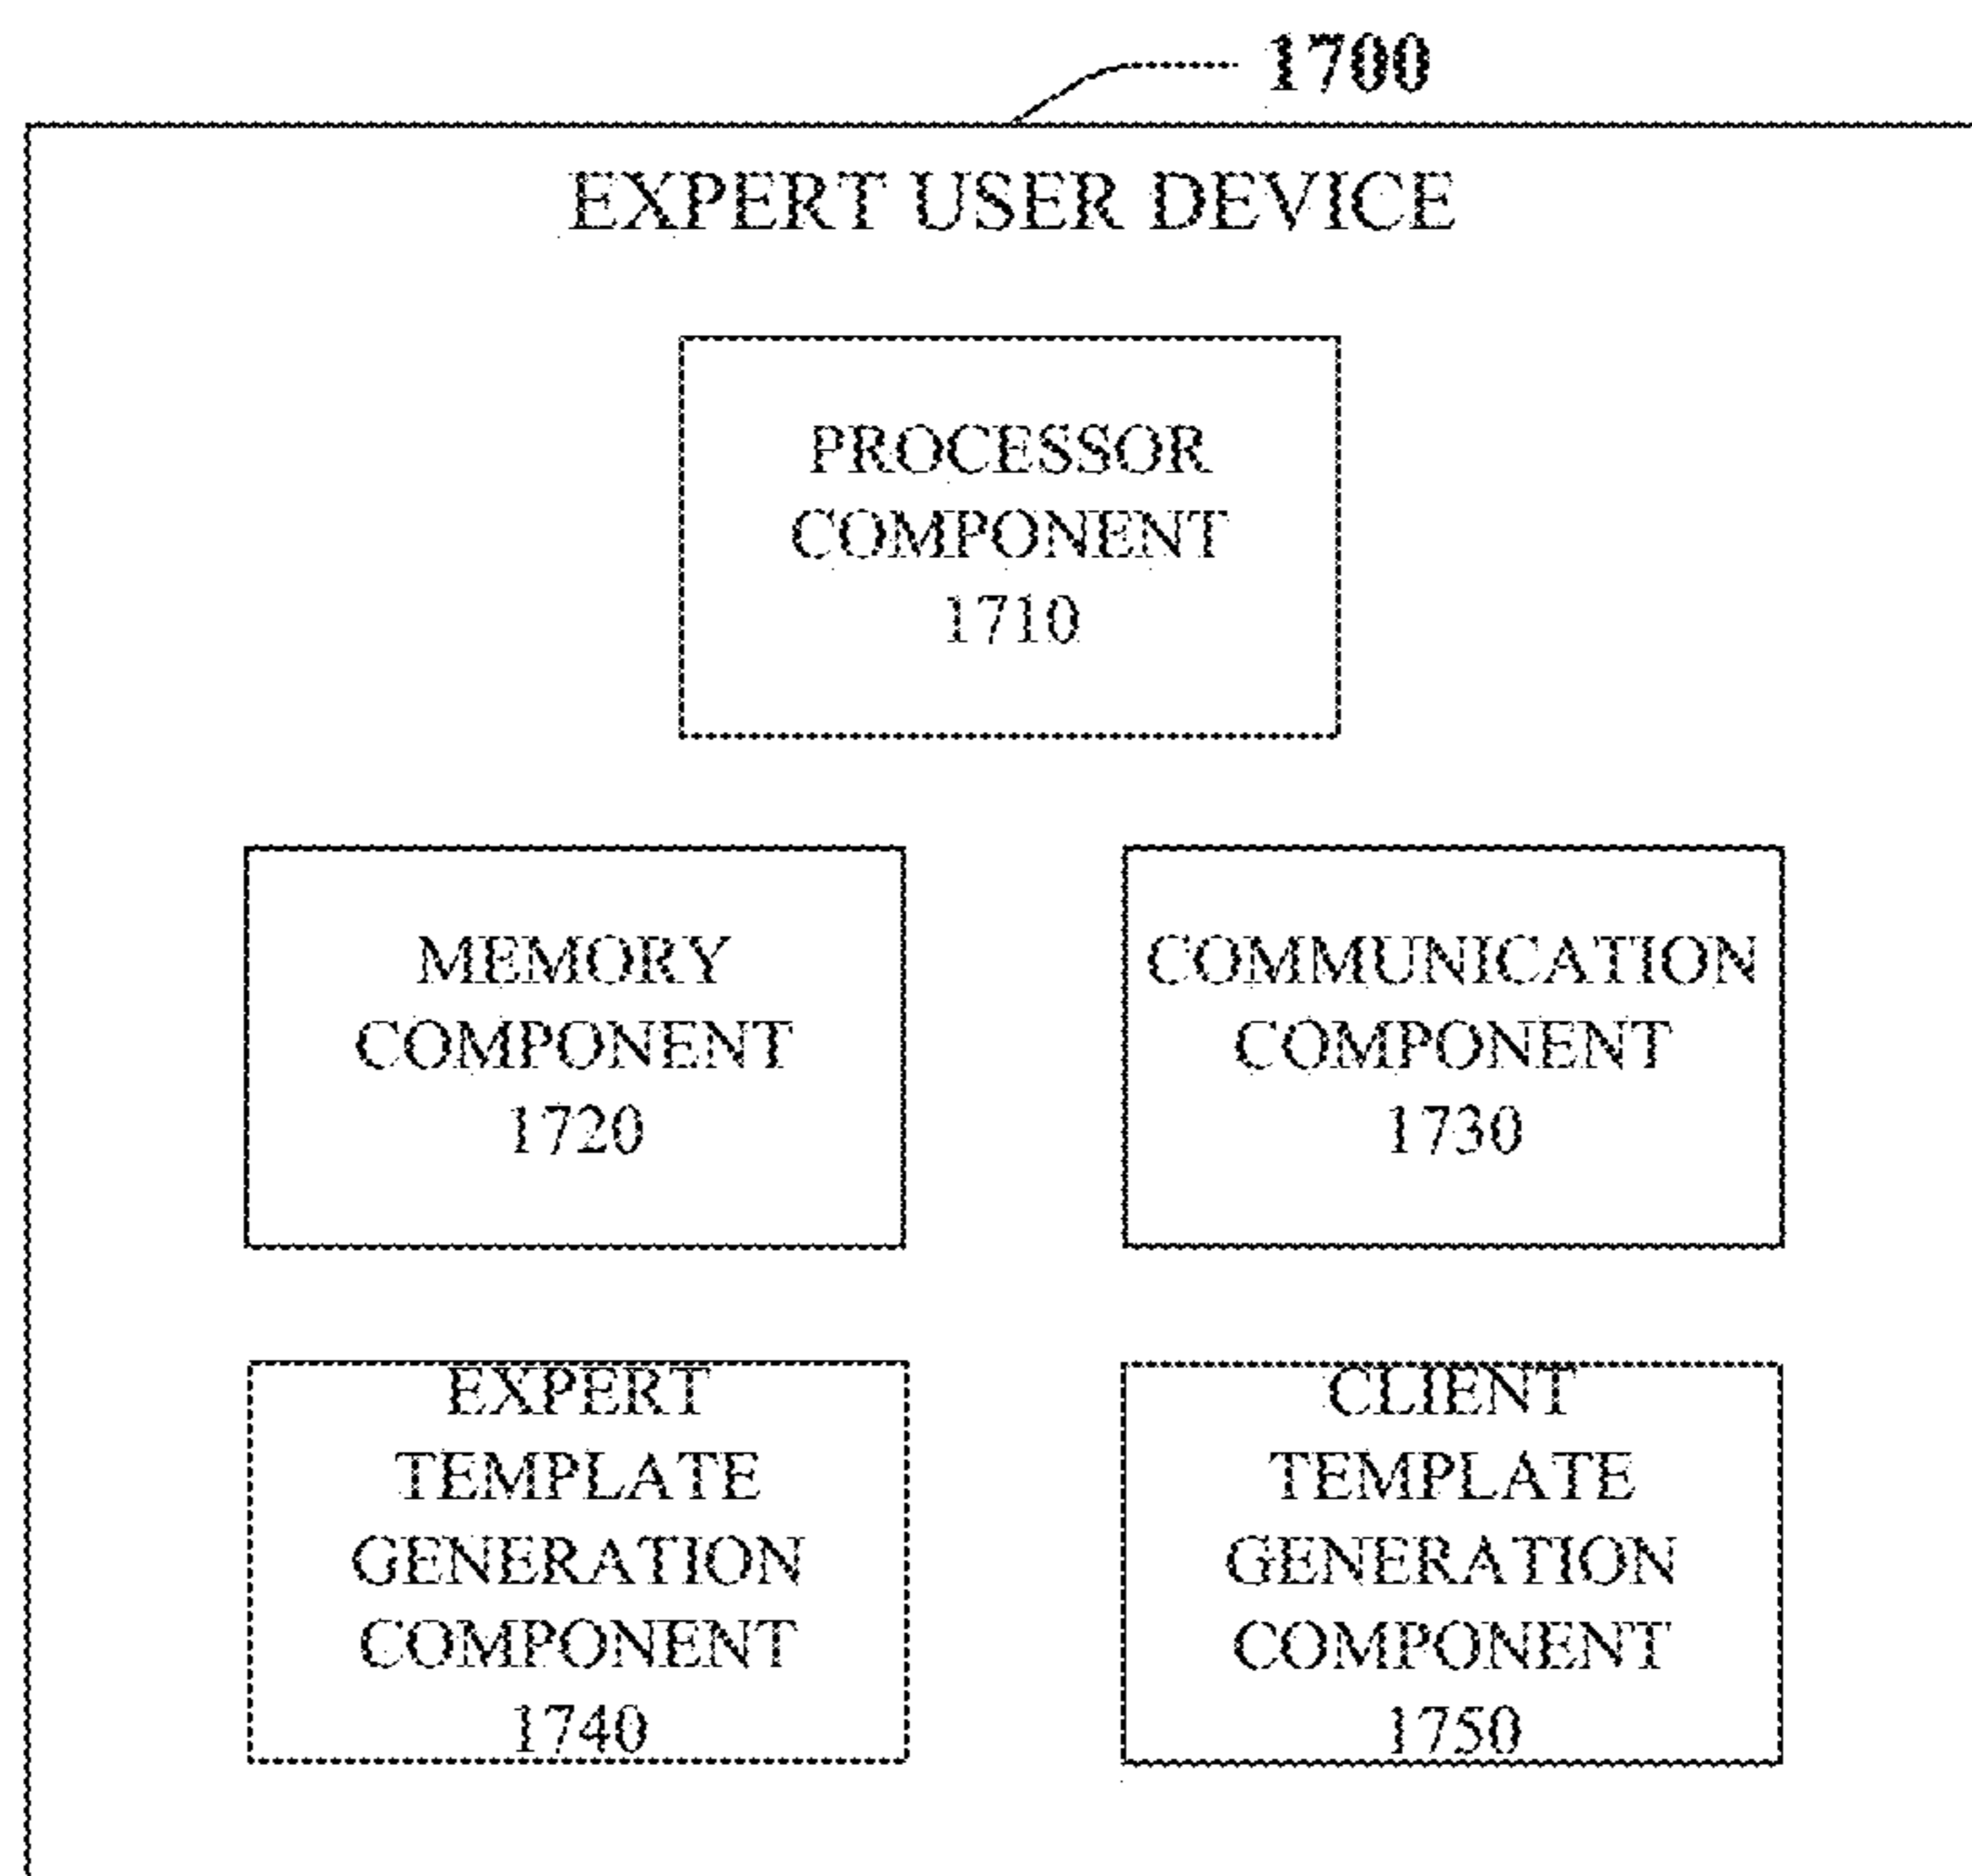 1700
EXPERT USER DEVICE
PROCESSOR
COMPONENT
1710
MEMORY
COMPONENT
1720
COMMUNICATION
COMPONENT
1730
EXPERT
TEMPLATE
GENERATION
COMPONENT
1740
CLIENT
TEMPLATE
GENERATION
COMPONENT
1750